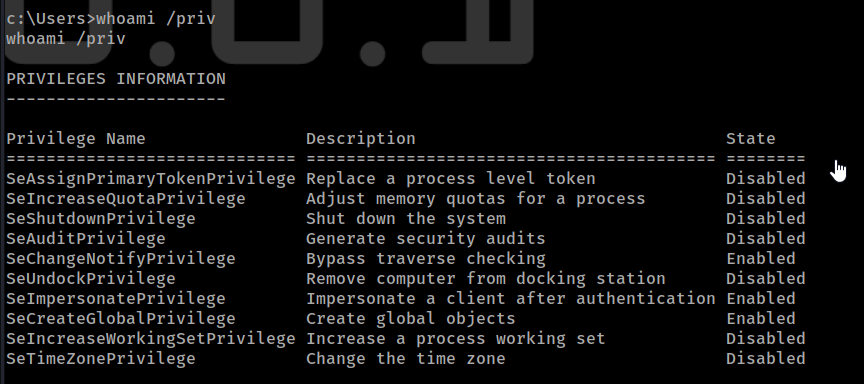 c:\Users>whoami /priv
whoami /priv
PRIVILEGES INFORMATION
----------------------
Privilege Name                Description                               State
============================= ========================================= ========
SeAssignPrimaryTokenPrivilege Replace a process level token             Disabled
SeIncreaseQuotaPrivilege      Adjust memory quotas for a process        Disabled
SeShutdownPrivilege           Shut down the system                      Disabled
SeAuditPrivilege              Generate security audits                  Disabled
SeChangeNotifyPrivilege       Bypass traverse checking                  Enabled
SeUndockPrivilege             Remove computer from docking station      Disabled
SeImpersonatePrivilege        Impersonate a client after authentication Enabled
SeCreateGlobalPrivilege       Create global objects                     Enabled
SeIncreaseWorkingSetPrivilege Increase a process working set            Disabled
SeTimeZonePrivilege           Change the time zone                      Disabled